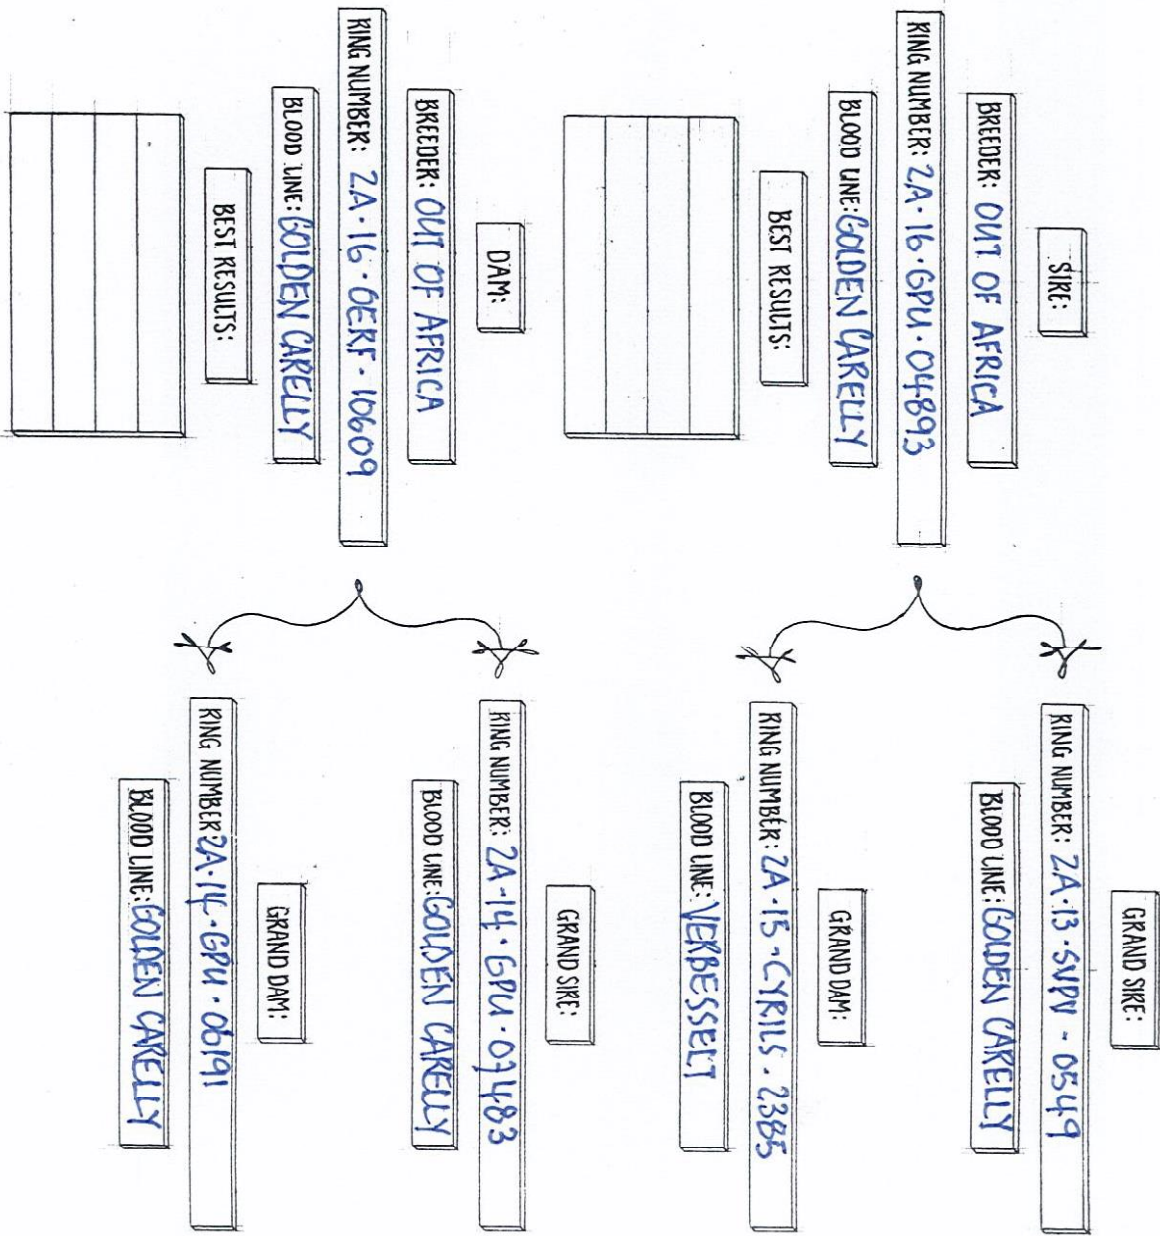 SIRE:
BREEDER: OUT OF AFRICA
RING NUMBER: ZA·16·GPU·04893
BLOOD LINE: GOLDEN CARELLY
BEST RESULTS:
GRAND SIRE:
RING NUMBER: ZA·13·SVPV-0549
BLOOD LINE: GOLDEN CARELLY
GRAND DAM:
RING NUMBER: ZA·15-CYRILS·2385
BLOOD LINE: VERBESSELT
DAM:
BREEDER: OUT OF AFRICA
RING NUMBER: ZA·16·OERF·10609
BLOOD LINE: GOLDEN CARELLY
BEST RESULTS:
GRAND SIRE:
RING NUMBER: ZA-14·GPU·07483
BLOOD LINE: GOLDEN CARELLY
GRAND DAM:
RING NUMBER: ZA·14·GPU·06191
BLOOD LINE: GOLDEN CARELLY